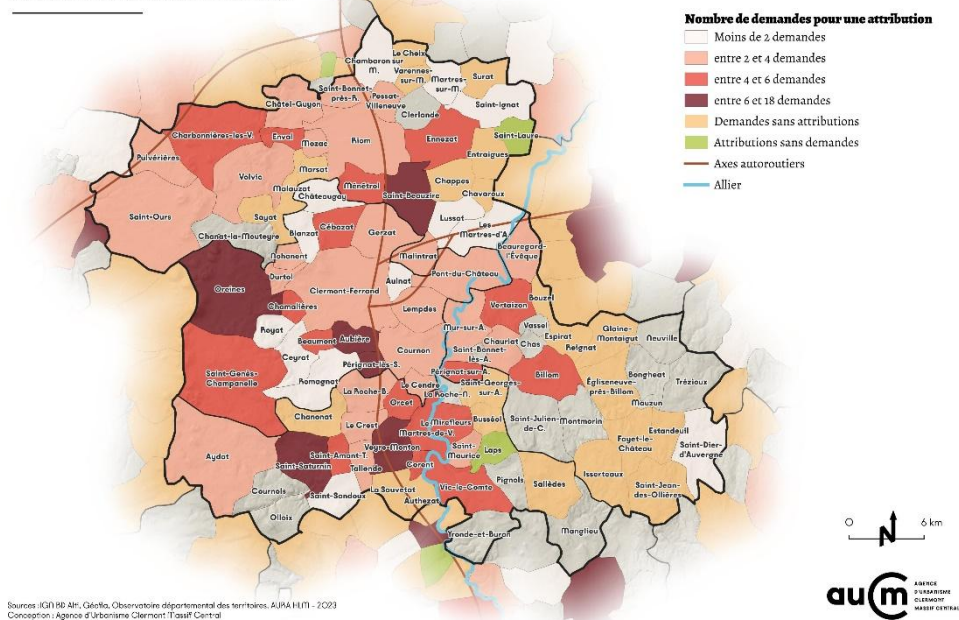 Nombre de demandes pour une attribution
Moins de 2 demandes
entre 2 et 4 demandes
entre 4 et 6 demandes
entre 6 et 18 demandes
Demandes sans attributions
Attributions sans demandes
Axes autoroutiers
Allier
Le Cheix
Chambaron sur
M.
Varennes-
sur-M.
Martres-
sur-M.
Surat
Saint-Bonnet-
près-R.
Pessat-
Villeneuve
Châtel-Guyon
Saint-Ignat
Clerlande
Charbonnières-les-V.
Enval
Mozac
Riom
Ennezat
Saint-Laure
Entraigues
Pulvérières
Volvic
Marsat
Malauzat
Ménétrol
Châteaugay
Saint-Beauzire
Chappes
Chavaroux
Saint-Ours
Sayat
Blanzat
Cébazat
Gerzat
Lussat
Les
Martres-d'A.
Chanat-la-Mouteyre
Nohanent
Malintrat
Beauregard-
l'Évêque
Durtol
Pont-du-Château
Orcines
Clermont-Ferrand
Aulnat
Chamalières
Lempdes
Vertaizon
Bouzel
Royat
Beaumont
Aubière
Mur-sur-A.
Vassel
Espirat
Glaine-
Montaigut
Neuville
Ceyrat
Cournon
Chauriat
Chas
Reignat
Pérignat-lès-S.
Saint-Bonnet-
lès-A.
Saint-Genès-
Champanelle
Romagnat
Pérignat-sur-A.
Billom
Bongheat
Trézioux
La Roche-B.
Le Cendre
Saint-Georges-
sur-A.
Égliseneuve-
près-Billom
La Roche-N.
Orcet
Mauzun
Chanonat
Le Crest
Mirefleurs
Busséol
Saint-Julien-
de-C.
Montmorin
Martres-de-V.
Estandeuil
Fayet-le-
Château
Saint-Dier-
d'Auvergne
Aydat
Saint-Amant-T.
Veyre-Monton
Saint-
Maurice
Laps
Saint-Saturnin
Tallende
Corent
Issertaux
Pignols
Sallèdes
Saint-Jean-
des-Ollières
Cournols
Saint-Sandoux
La Sauvetat
Vic-le-Comte
Authezat
Olloix
Yronde-et-Buron
Manglieu
O
N
6 km
au(m
AGENCE
D'URBANISME
CLERMONT
MASSIF CENTRAL
Sources : IGN BD Alti, Géofla, Observatoire départemental des territoires, AURA HLM - 2023
Conception : Agence d'Urbanisme Clermont Massif Central